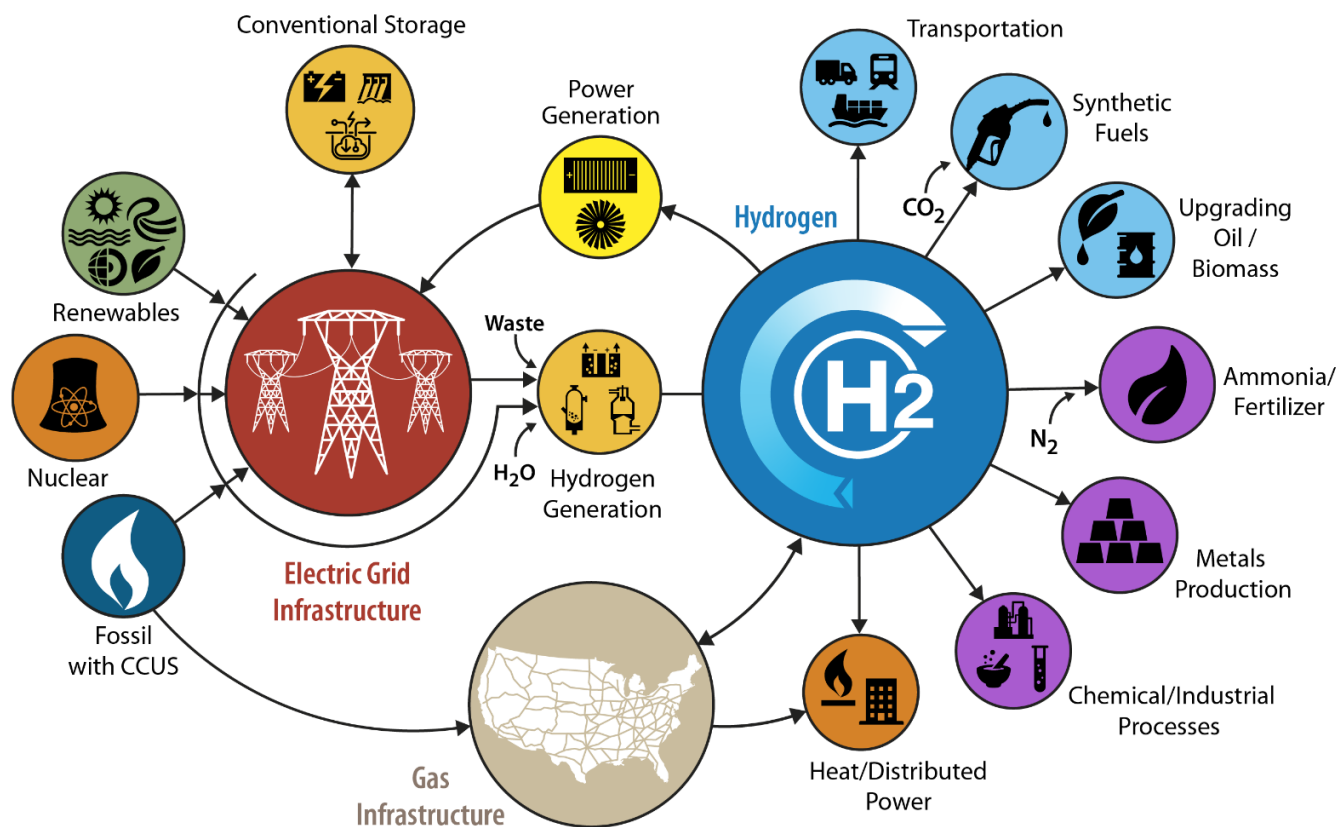 Conventional Storage
Transportation
Power
Generation
Synthetic
Fuels
CO₂
Hydrogen
Upgrading
Oil /
Biomass
Renewables
Waste
H2
Ammonia/
Fertilizer
N₂
Nuclear
H₂O
Hydrogen
Generation
Electric Grid
Infrastructure
Metals
Production
Fossil
with CCUS
Chemical/Industrial
Processes
Gas
Infrastructure
Heat/Distributed
Power